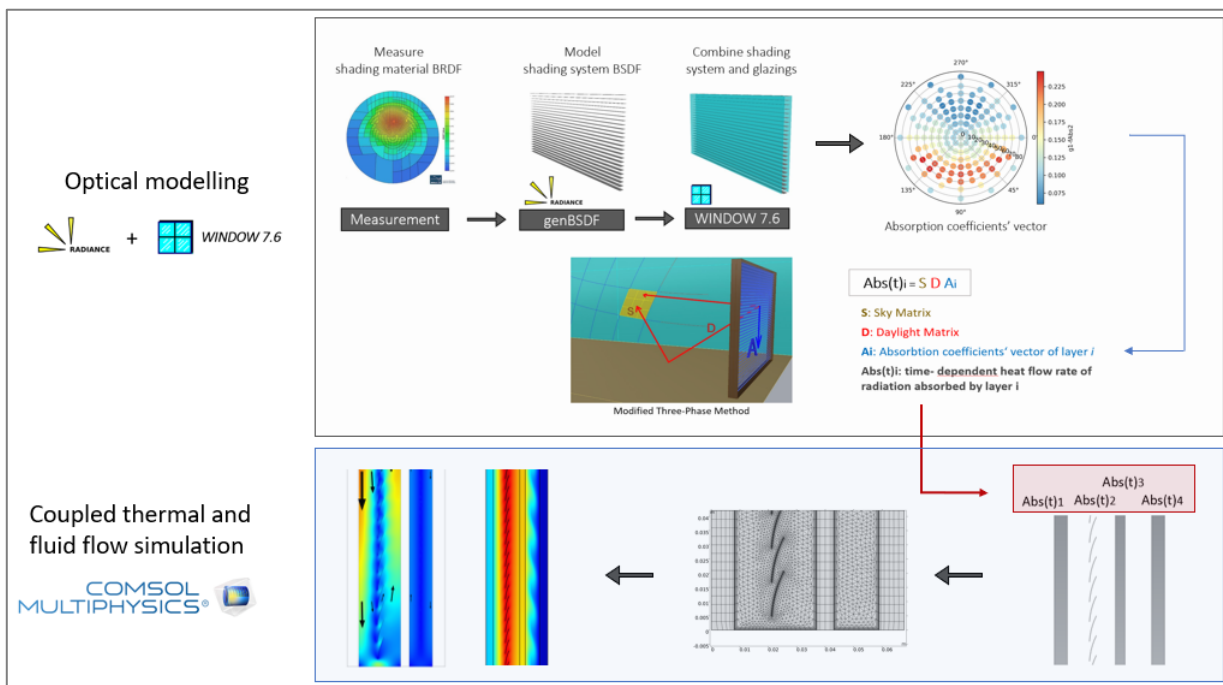 Measure
shading material BRDF
Model
shading system BSDF
Combine shading
system and glazings
Measurement
RADIANCE
genBSDF
WINDOW 7.6
270°
225°
315°
180°
0°
135°
45°
90°
0.225
0.200
0.175
0.150
0.125
0.100
0.075
Absorption coefficients' vector
Optical modelling
RADIANCE
+
WINDOW 7.6
S
D
A
Modified Three-Phase Method
Abs(t)i = S D Ai
S: Sky Matrix
D: Daylight Matrix
Ai: Absorbtion coefficients' vector of layer i
Abs(t)i: time- dependent heat flow rate of
radiation absorbed by layer i
Coupled thermal and
fluid flow simulation
COMSOL
MULTIPHYSICS®
0.04
0.035
0.03
0.025
0.02
0.015
0.01
0.005
0
-0.005
0
0.01
0.02
0.03
0.04
0.05
0.06
Abs(t)3
Abs(t)1
Abs(t)2
Abs(t)4